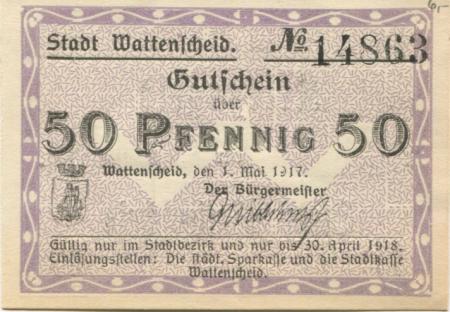 6,-
Stadt Wattenscheid. No 14863
Gutschein
über
50 PFENNIG 50
Wattenscheid, den 1. Mai 1917.
Der Bürgermeister
Gültig nur im Stadtbezirk und nur bis 30. April 1918.
Einlösungsstellen: Die städt. Sparkasse und die Stadtkasse
Wattenscheid.